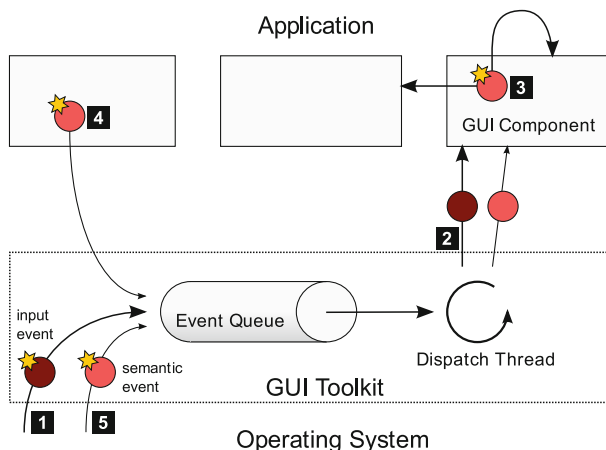 Application
4
3
GUI Component
2
input
event
Event Queue
Dispatch Thread
semantic
event
GUI Toolkit
1
5
Operating System